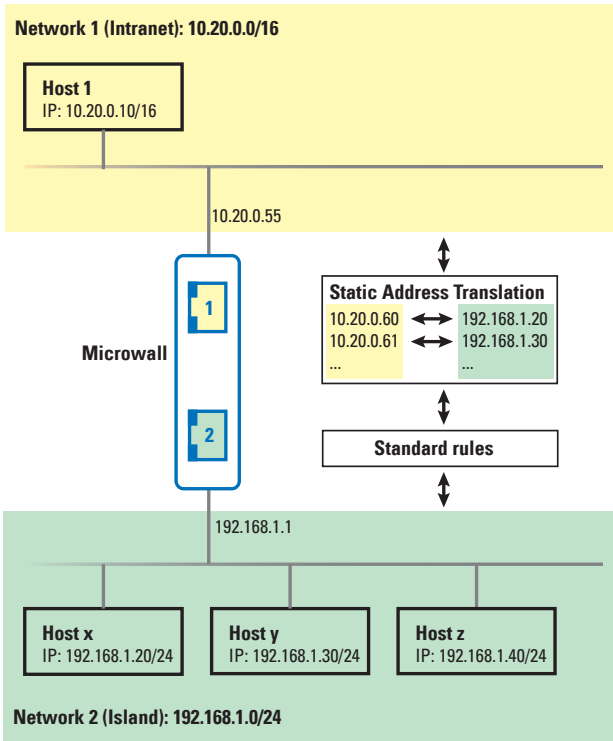 Network 1 (Intranet): 10.20.0.0/16
Host 1
IP: 10.20.0.10/16
10.20.0.55
1
Microwall
2
Static Address Translation
10.20.0.60 192.168.1.20
10.20.0.61 192.168.1.30
... ...
Standard rules
192.168.1.1
Host x
IP: 192.168.1.20/24
Host y
IP: 192.168.1.30/24
Host z
IP: 192.168.1.40/24
Network 2 (Island): 192.168.1.0/24